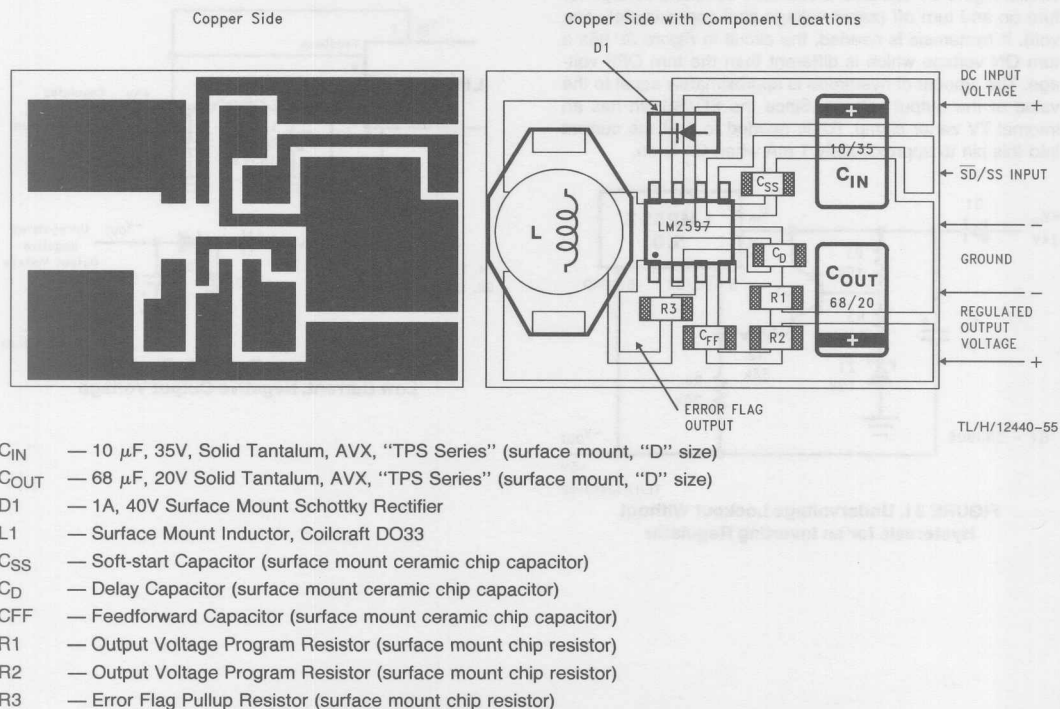 Copper Side
Copper Side with Component Locations
D1
DC INPUT
VOLTAGE
+
+
10/35
C_IN
SD/SS INPUT
C_SS
L
LM2597
−
GROUND
C_D
C_OUT
68/20
R1
−
R3
REGULATED
OUTPUT
VOLTAGE
C_FF
R2
+
+
ERROR FLAG
OUTPUT
TL/H/12440–55
C_IN — 10 μF, 35V, Solid Tantalum, AVX, “TPS Series” (surface mount, “D” size)
C_OUT — 68 μF, 20V Solid Tantalum, AVX, “TPS Series” (surface mount, “D” size)
D1 — 1A, 40V Surface Mount Schottky Rectifier
L1 — Surface Mount Inductor, Coilcraft DO33
C_SS — Soft-start Capacitor (surface mount ceramic chip capacitor)
C_D — Delay Capacitor (surface mount ceramic chip capacitor)
CFF — Feedforward Capacitor (surface mount ceramic chip capacitor)
R1 — Output Voltage Program Resistor (surface mount chip resistor)
R2 — Output Voltage Program Resistor (surface mount chip resistor)
R3 — Error Flag Pullup Resistor (surface mount chip resistor)